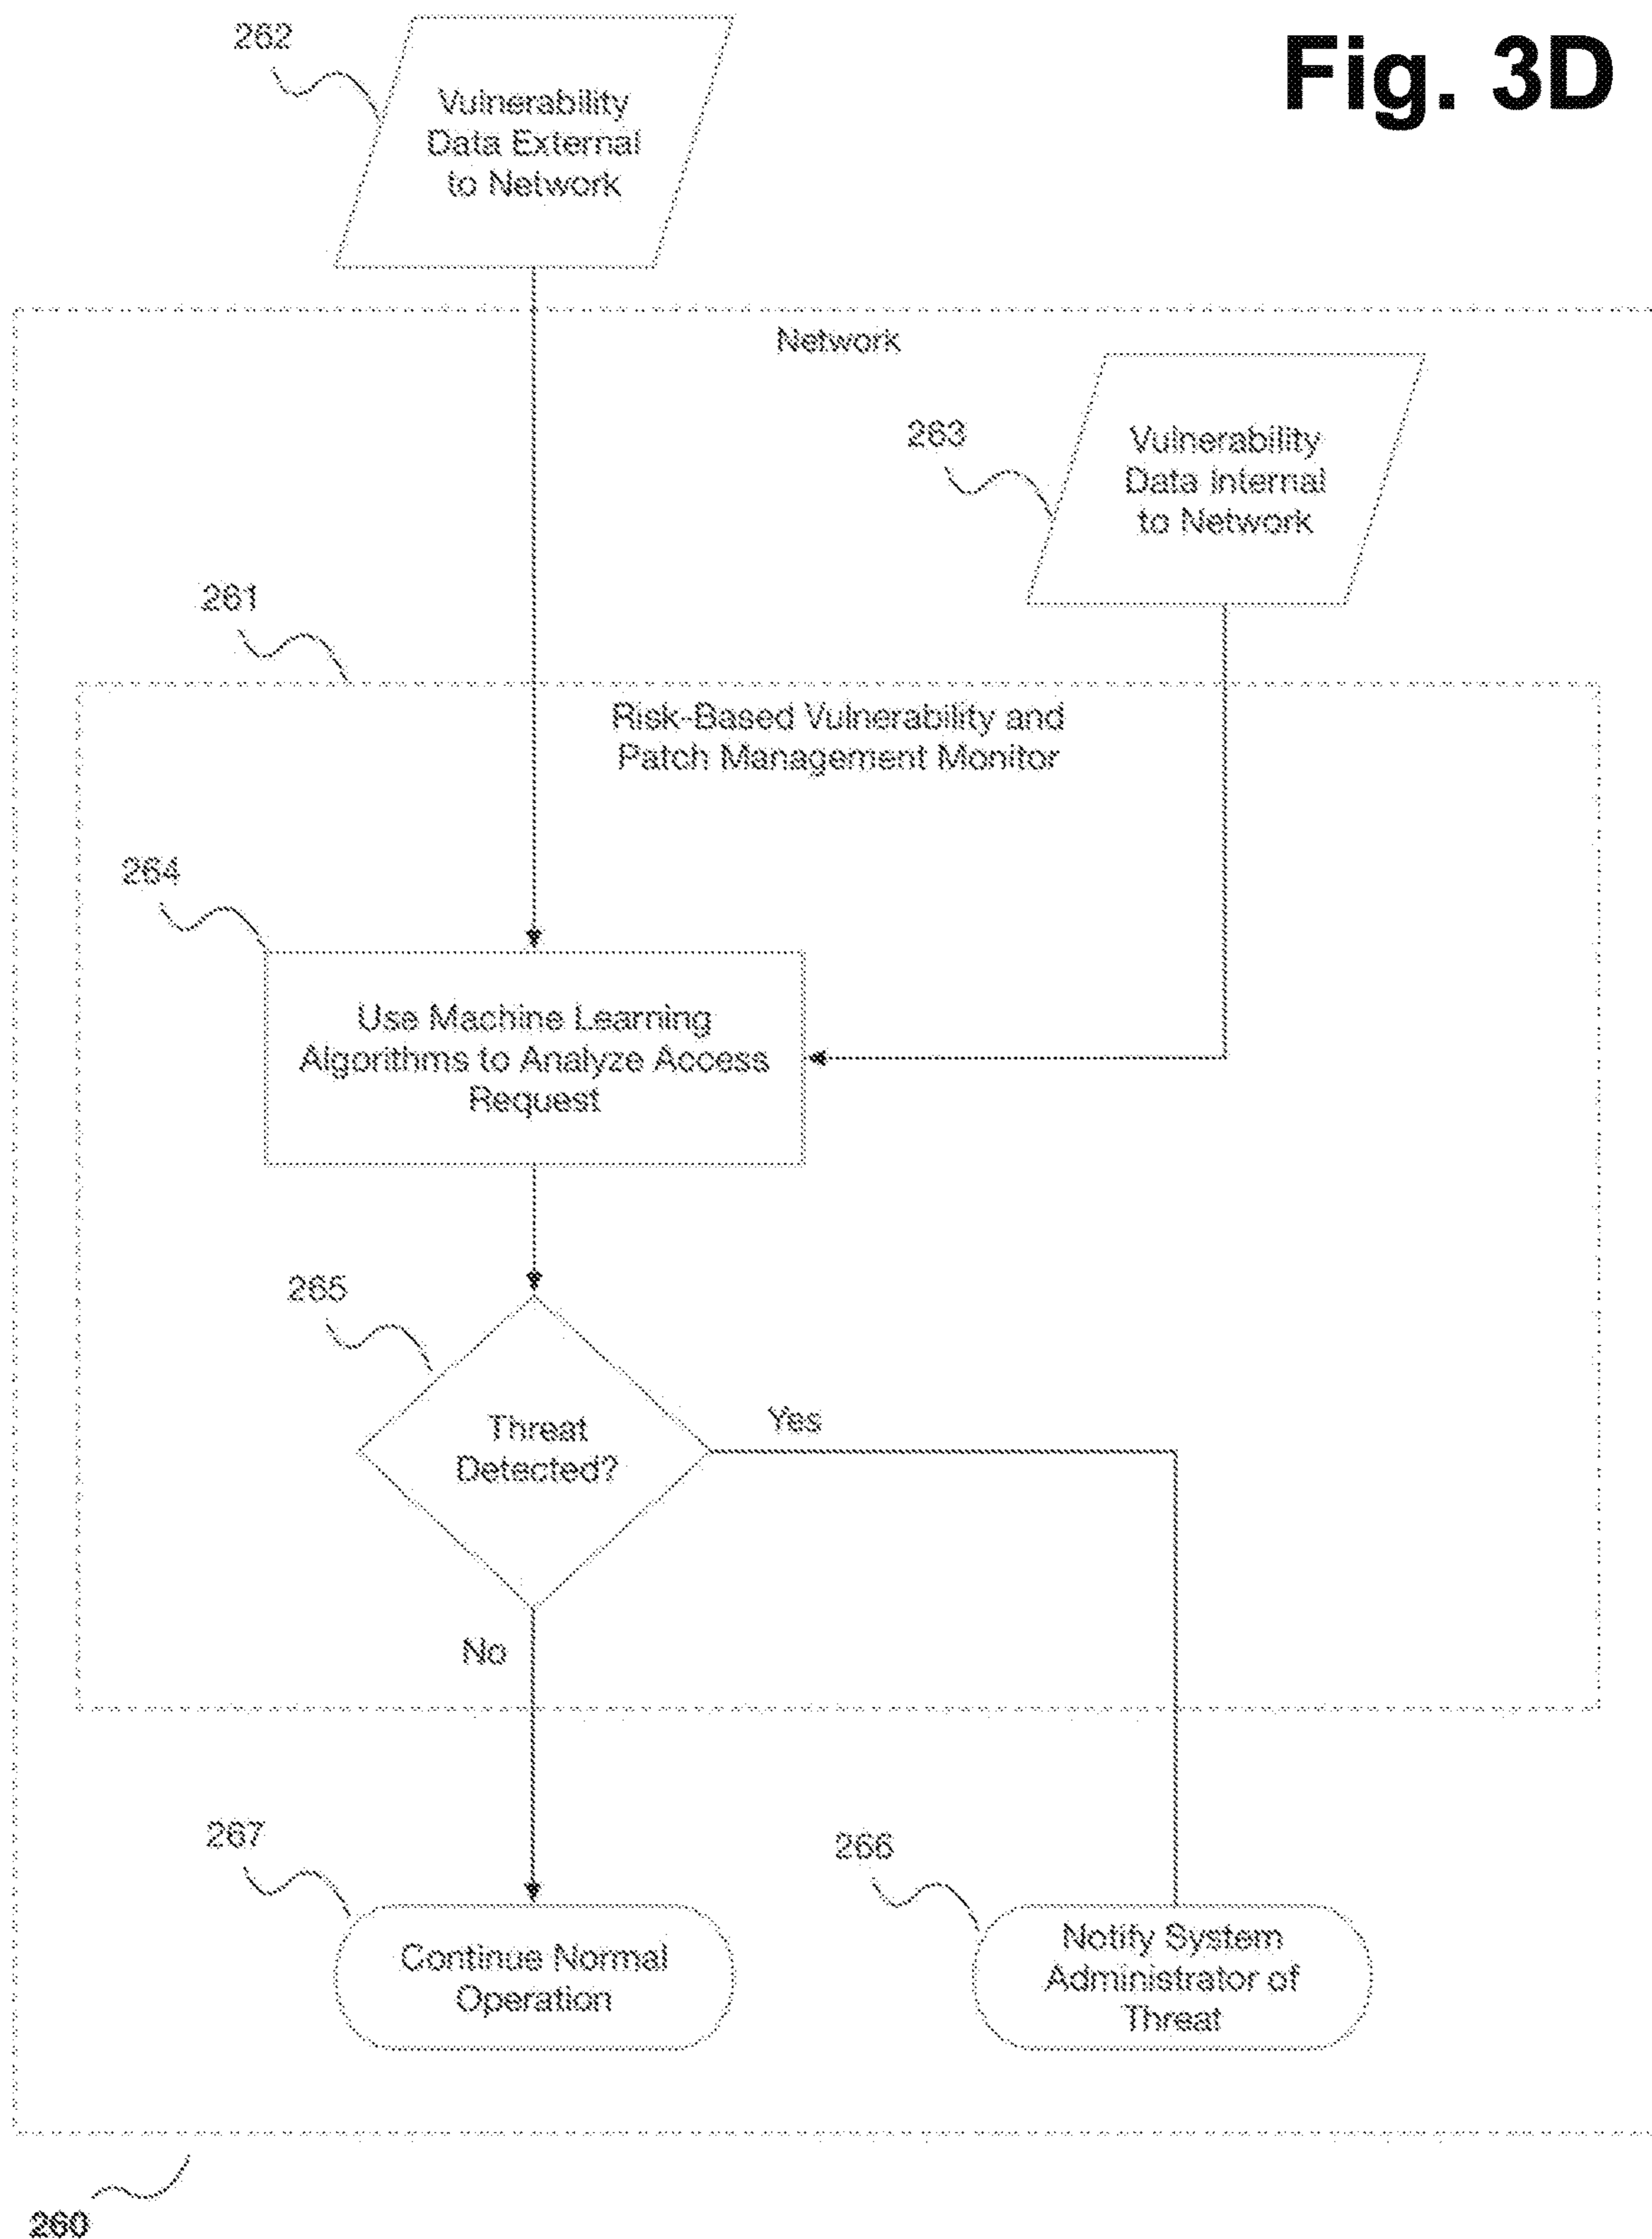 Fig. 3D
262
Vulnerability
Data External
to Network
Network
263
Vulnerability
Data Internal
to Network
261
Risk-Based Vulnerability and
Patch Management Monitor
264
Use Machine Learning
Algorithms to Analyze Access
Request
265
Threat
Detected?
Yes
No
267
Continue Normal
Operation
266
Notify System
Administrator of
Threat
260